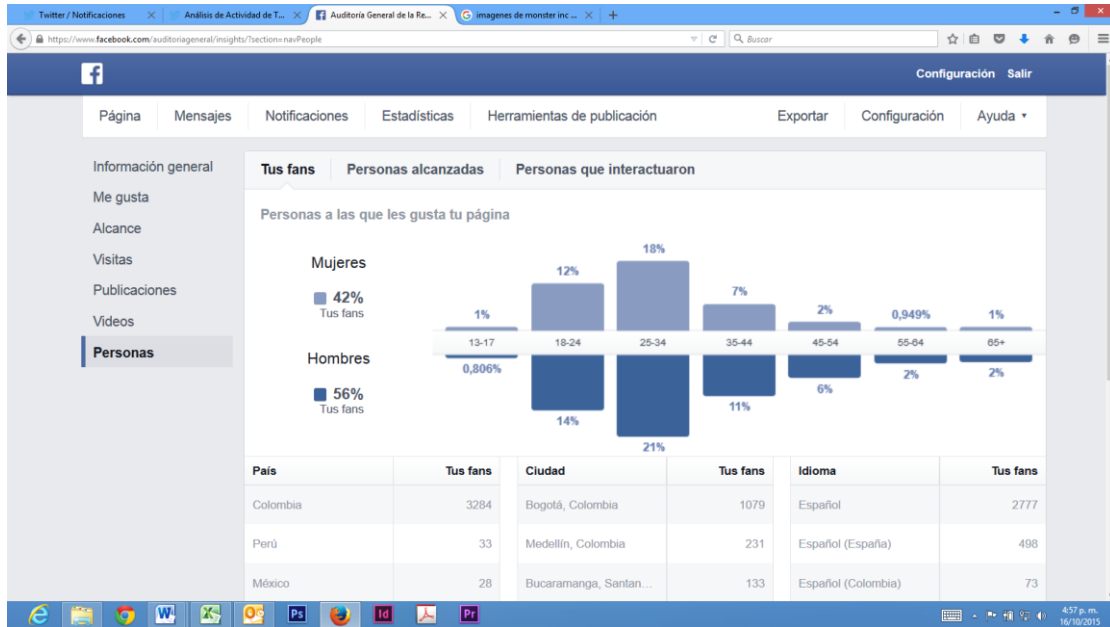 Twitter / Notificaciones
Análisis de Actividad de T...
Auditoría General de la Re...
imagenes de monster inc ...
https://www.facebook.com/auditoriageneral/insights/?section=navPeople
Buscar
Configuración Salir
Página Mensajes Notificaciones Estadísticas Herramientas de publicación Exportar Configuración Ayuda
Información general
Me gusta
Alcance
Visitas
Publicaciones
Videos
Personas
Tus fans Personas alcanzadas Personas que interactuaron
Personas a las que les gusta tu página
Mujeres
42%
Tus fans
1% 12% 18% 7% 2% 0,949% 1%
13-17 18-24 25-34 35-44 45-54 55-64 65+
Hombres
56%
Tus fans
0,806% 14% 21% 11% 6% 2% 2%
País Tus fans Ciudad Tus fans Idioma Tus fans
Colombia 3284 Bogotá, Colombia 1079 Español 2777
Perú 33 Medellín, Colombia 231 Español (España) 498
México 28 Bucaramanga, Santan... 133 Español (Colombia) 73
Ps
Id
Pr
4:57 p. m.
16/10/2015